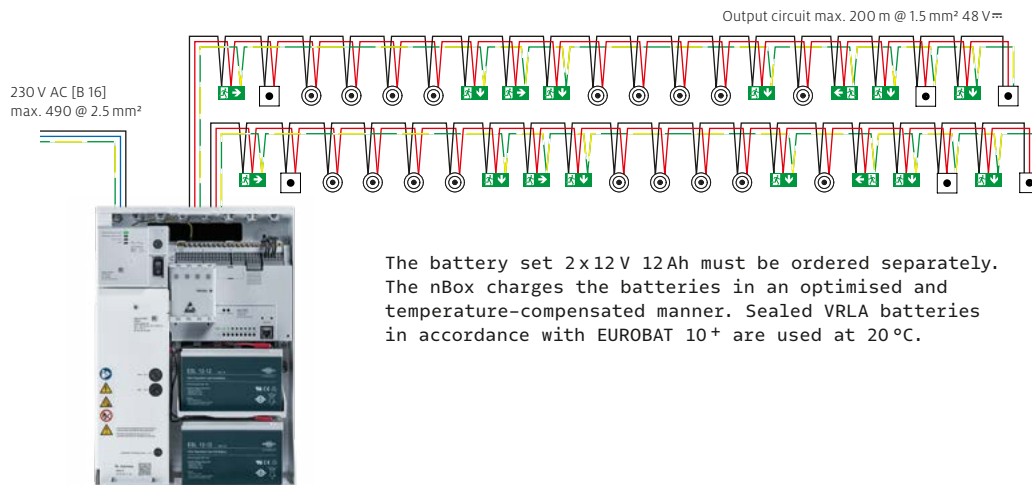 Output circuit max. 200 m @ 1.5 mm² 48 V⎓
230 V AC [B 16]
max. 490 @ 2.5 mm²
The battery set 2 x 12 V 12 Ah must be ordered separately.
The nBox charges the batteries in an optimised and
temperature-compensated manner. Sealed VRLA batteries
in accordance with EUROBAT 10⁺ are used at 20 °C.